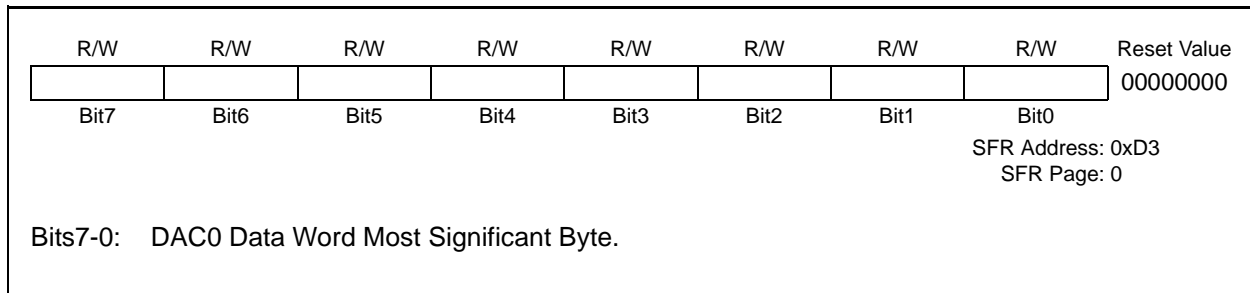 R/W R/W R/W R/W R/W R/W R/W R/W Reset Value
00000000
Bit7 Bit6 Bit5 Bit4 Bit3 Bit2 Bit1 Bit0
SFR Address: 0xD3
SFR Page: 0
Bits7-0: DAC0 Data Word Most Significant Byte.